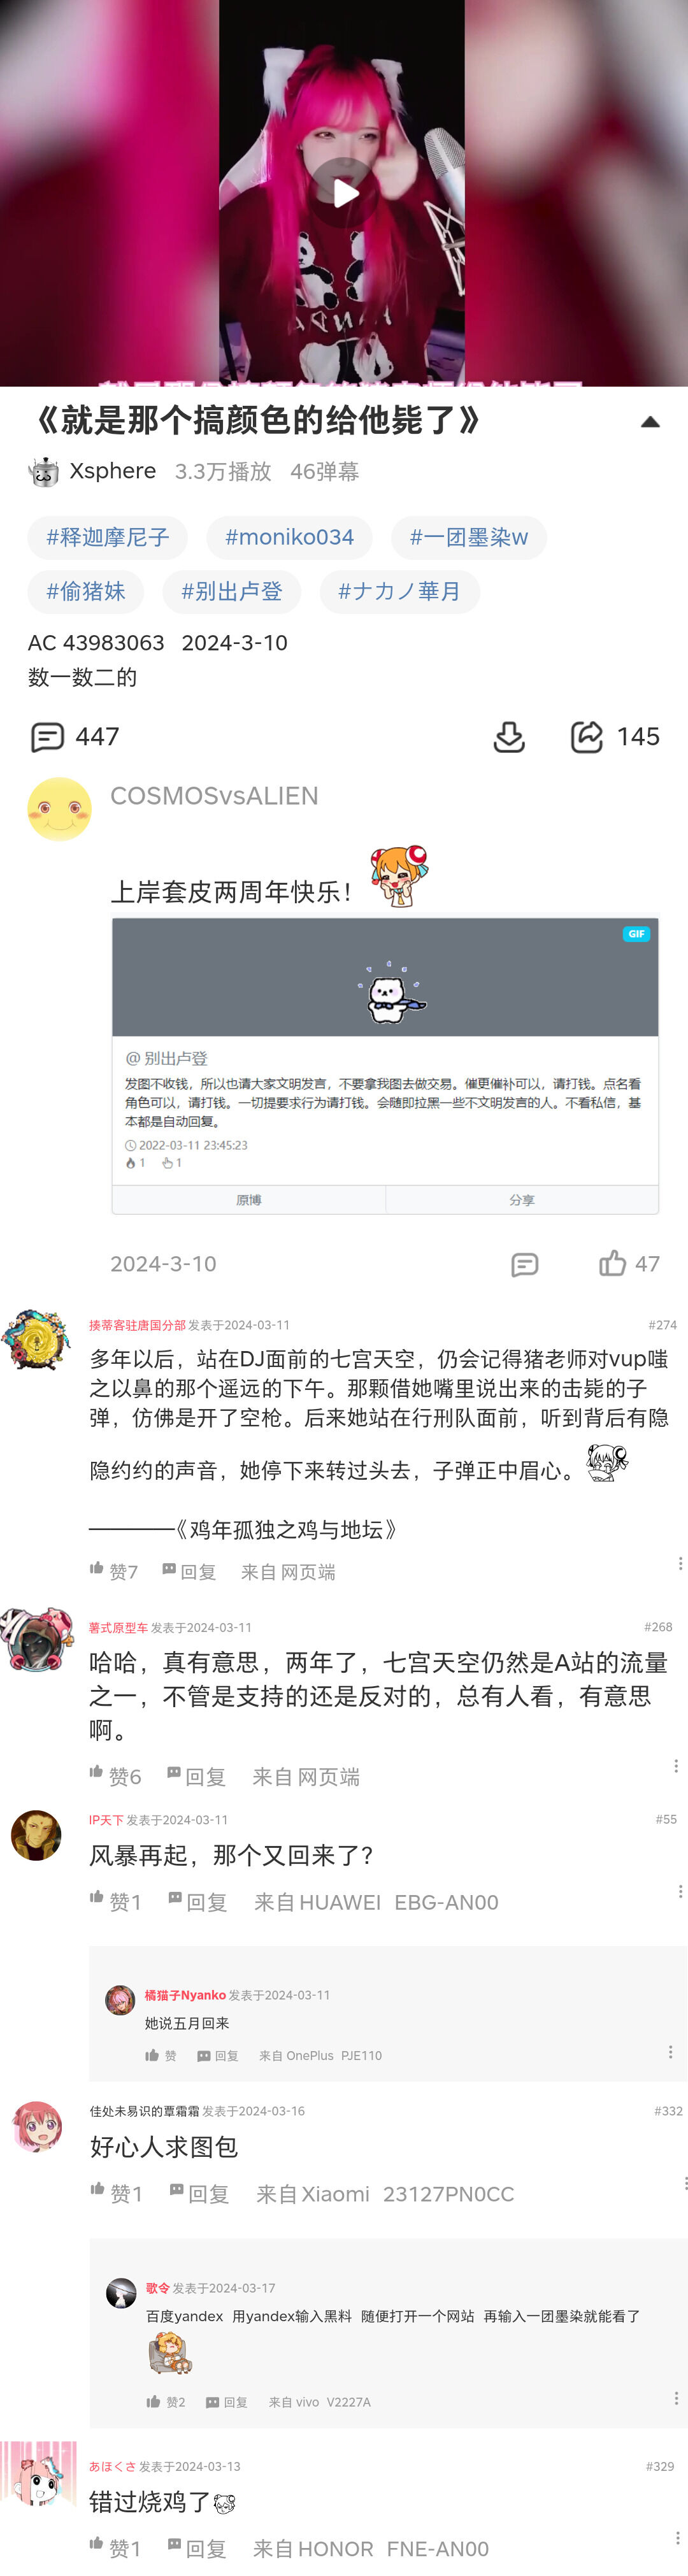 《就是那个搞颜色的给他毙了》
Xsphere 3.3万播放 46弹幕
#释迦摩尼子 #moniko034 #一团墨染w
#偷猪妹 #别出卢登 #ナカノ華月
AC 43983063 2024-3-10
数一数二的
447 145
COSMOSvsALIEN
上岸套皮两周年快乐!
GIF
@ 别出卢登
发图不收钱，所以也请大家文明发言，不要拿我图去做交易。催更催补可以，请打钱。点名看
角色可以，请打钱。一切提要求行为请打钱。会随即拉黑一些不文明发言的人。不看私信，基
本都是自动回复。
2022-03-11 23:45:23
1 1
原博 分享
2024-3-10 47
揍蒂客驻唐国分部 发表于2024-03-11 #274
多年以后，站在DJ面前的七宫天空，仍会记得猪老师对vup嗤
之以鼻的那个遥远的下午。那颗借她嘴里说出来的击毙的子
弹，仿佛是开了空枪。后来她站在行刑队面前，听到背后有隐
隐约约的声音，她停下来转过头去，子弹正中眉心。
————《鸡年孤独之鸡与地坛》
赞7 回复 来自 网页端
薯式原型车 发表于2024-03-11 #268
哈哈，真有意思，两年了，七宫天空仍然是A站的流量
之一，不管是支持的还是反对的，总有人看，有意思
啊。
赞6 回复 来自 网页端
IP天下 发表于2024-03-11 #55
风暴再起，那个又回来了？
赞1 回复 来自 HUAWEI EBG-AN00
橘猫子Nyanko 发表于2024-03-11
她说五月回来
赞 回复 来自 OnePlus PJE110
佳处未易识的覃霜霜 发表于2024-03-16 #332
好心人求图包
赞1 回复 来自 Xiaomi 23127PN0CC
歌令 发表于2024-03-17
百度yandex 用yandex输入黑料 随便打开一个网站 再输入一团墨染就能看了
赞2 回复 来自 vivo V2227A
あほくさ 发表于2024-03-13 #329
错过烧鸡了
赞1 回复 来自 HONOR FNE-AN00